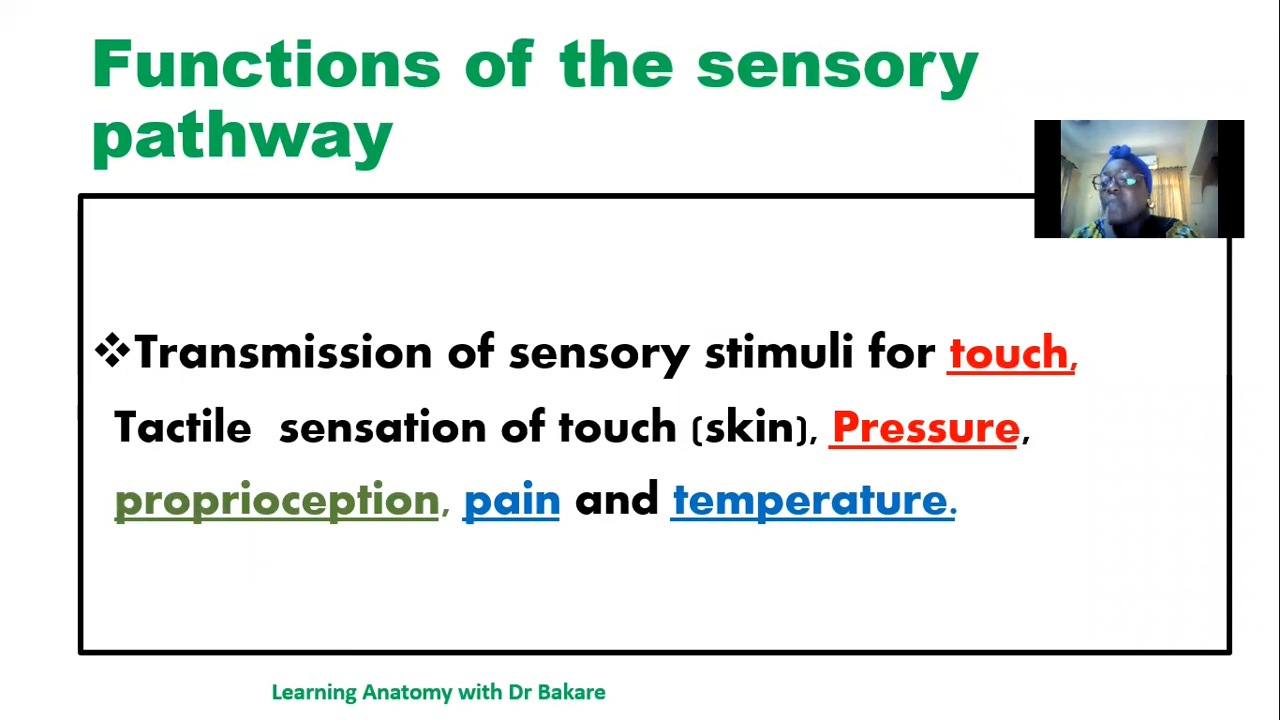 Functions of the sensory
pathway
❖Transmission of sensory stimuli for touch,
Tactile sensation of touch (skin), Pressure,
proprioception, pain and temperature.
Learning Anatomy with Dr Bakare